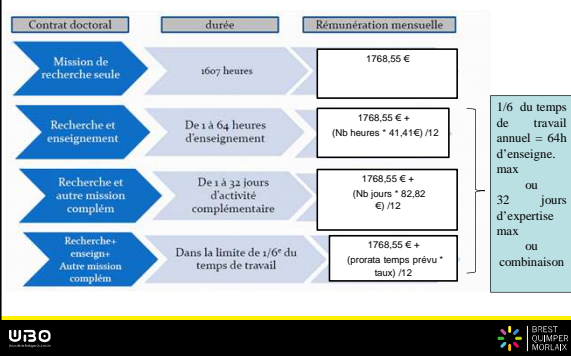 Contrat doctoral
durée
Rémunération mensuelle
Mission de
recherche seule
1607 heures
1768,55 €
Recherche et
enseignement
De 1 à 64 heures
d'enseignement
1768,55 € +
(Nb heures * 41,41€) /12
Recherche et
autre mission
complém
De 1 à 32 jours
d'activité
complémentaire
1768,55 € +
(Nb jours * 82,82
€) /12
Recherche+
enseign+
Autre mission
complém
Dans la limite de 1/6e du
temps de travail
1768,55 € +
(prorata temps prévu *
taux) /12
1/6 du temps
de travail
annuel = 64h
d'enseigne.
max
ou
32 jours
d'expertise
max
ou
combinaison
UBO
BREST
QUIMPER
MORLAIX